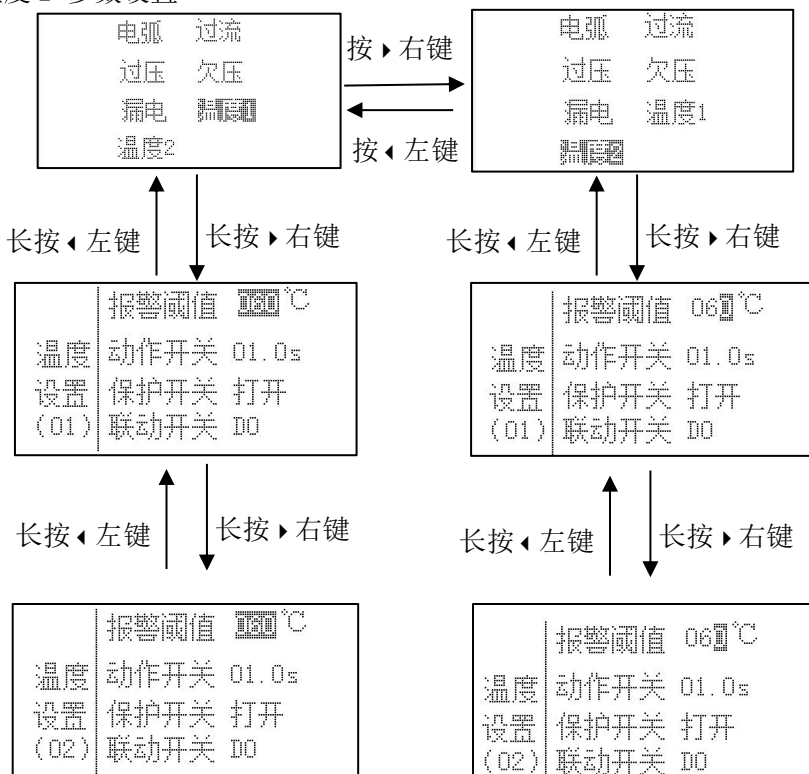 电弧 过流
过压 欠压
漏电 温度1
温度2
按 右键
按 左键
电弧 过流
过压 欠压
漏电 温度1
温度2
长按 左键
长按 右键
长按 左键
长按 右键
报警阈值 060℃
温度 动作开关 01.0s
设置 保护开关 打开
(01) 联动开关 DO
报警阈值 060℃
温度 动作开关 01.0s
设置 保护开关 打开
(01) 联动开关 DO
长按 左键
长按 右键
长按 左键
长按 右键
报警阈值 060℃
温度 动作开关 01.0s
设置 保护开关 打开
(02) 联动开关 DO
报警阈值 060℃
温度 动作开关 01.0s
设置 保护开关 打开
(02) 联动开关 DO